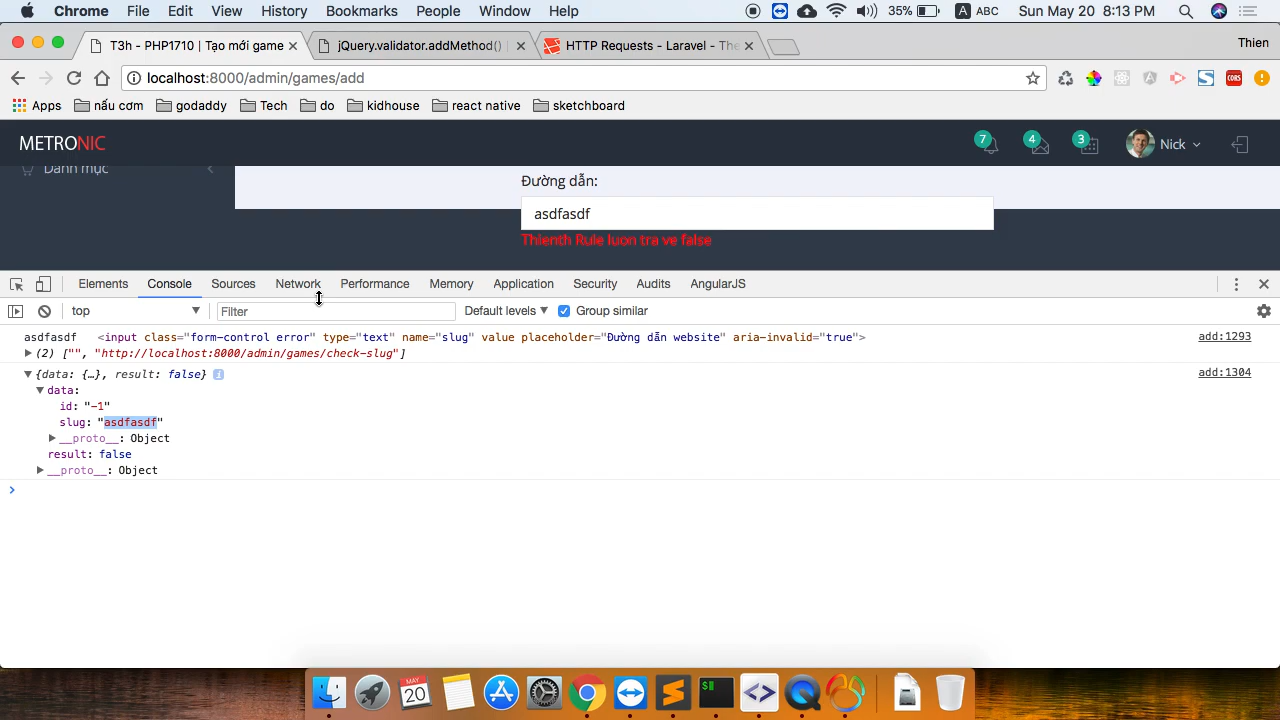 Chrome File Edit View History Bookmarks People Window Help 35% A ABC Sun May 20 8:13 PM
T3h - PHP1710 | Tạo mới game jQuery.validator.addMethod() | HTTP Requests - Laravel - The Thien
localhost:8000/admin/games/add CORS
Apps nấu cơm godaddy Tech do kidhouse react native sketchboard
METRONIC 7 4 3 Nick
Danh mục
Đường dẫn:
asdfasdf
Thienth Rule luon tra ve false
Elements Console Sources Network Performance Memory Application Security Audits AngularJS
top Filter Default levels Group similar
asdfasdf <input class="form-control error" type="text" name="slug" value placeholder="Đường dẫn website" aria-invalid="true"> add:1293
(2) ["", "http://localhost:8000/admin/games/check-slug"]
{data: {…}, result: false} add:1304
data:
id: "-1"
slug: "asdfasdf"
__proto__: Object
result: false
__proto__: Object
MAY
20